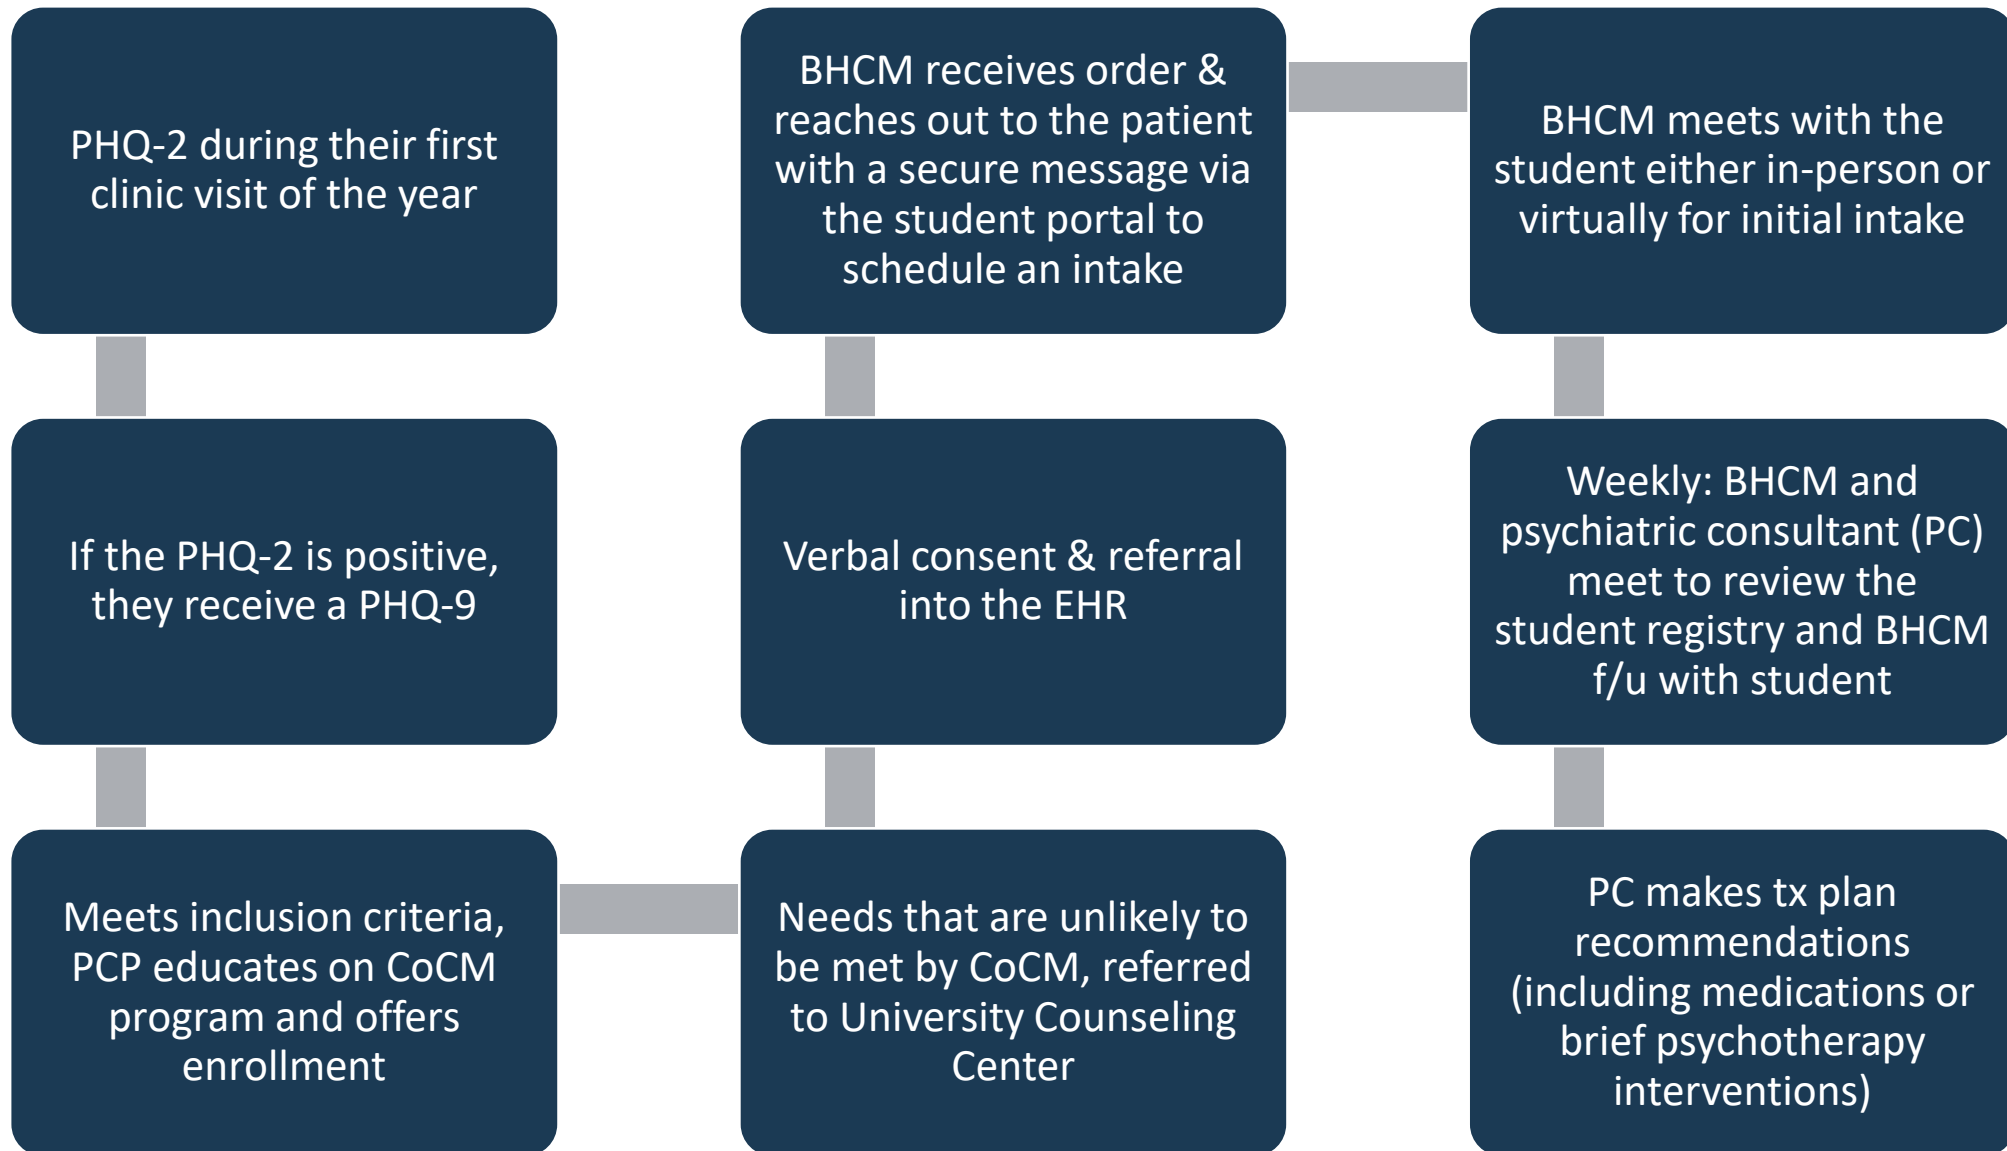 PHQ-2 during their first
clinic visit of the year
If the PHQ-2 is positive,
they receive a PHQ-9
Meets inclusion criteria,
PCP educates on CoCM
program and offers
enrollment
Needs that are unlikely to
be met by CoCM, referred
to University Counseling
Center
Verbal consent & referral
into the EHR
BHCM receives order &
reaches out to the patient
with a secure message via
the student portal to
schedule an intake
BHCM meets with the
student either in-person or
virtually for initial intake
Weekly: BHCM and
psychiatric consultant (PC)
meet to review the
student registry and BHCM
f/u with student
PC makes tx plan
recommendations
(including medications or
brief psychotherapy
interventions)